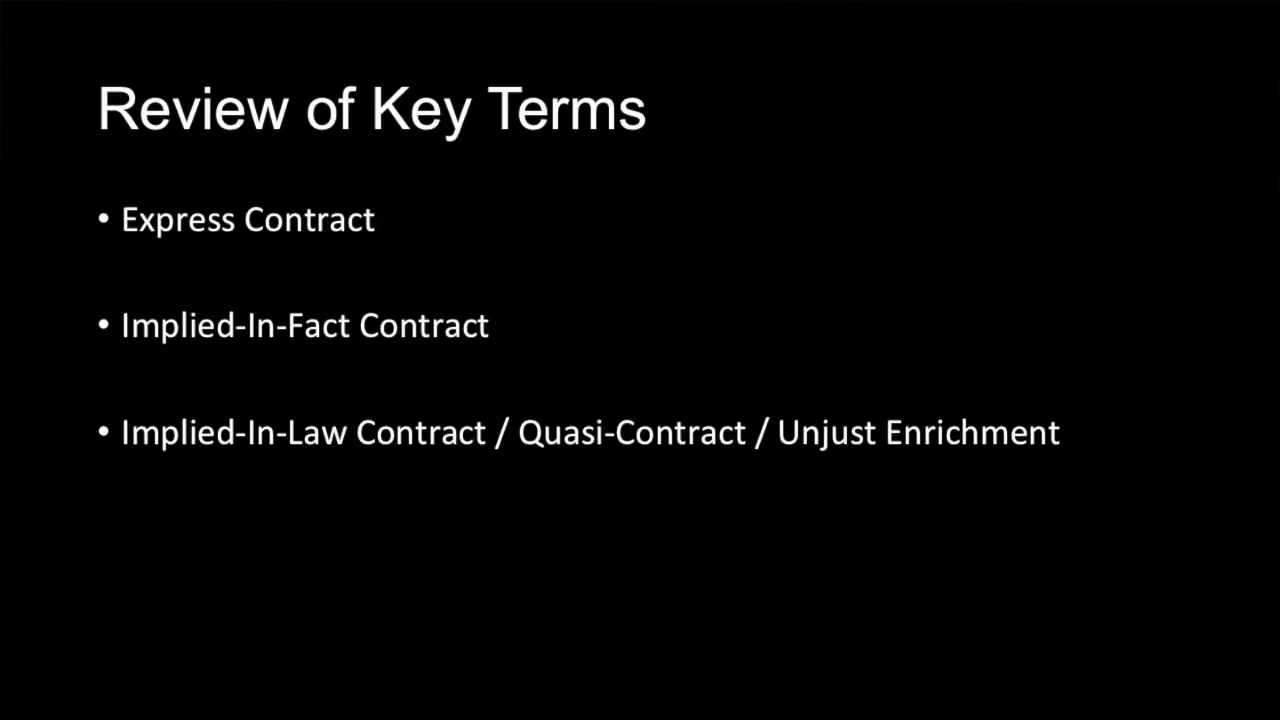 Review of Key Terms
• Express Contract
• Implied-In-Fact Contract
• Implied-In-Law Contract / Quasi-Contract / Unjust Enrichment